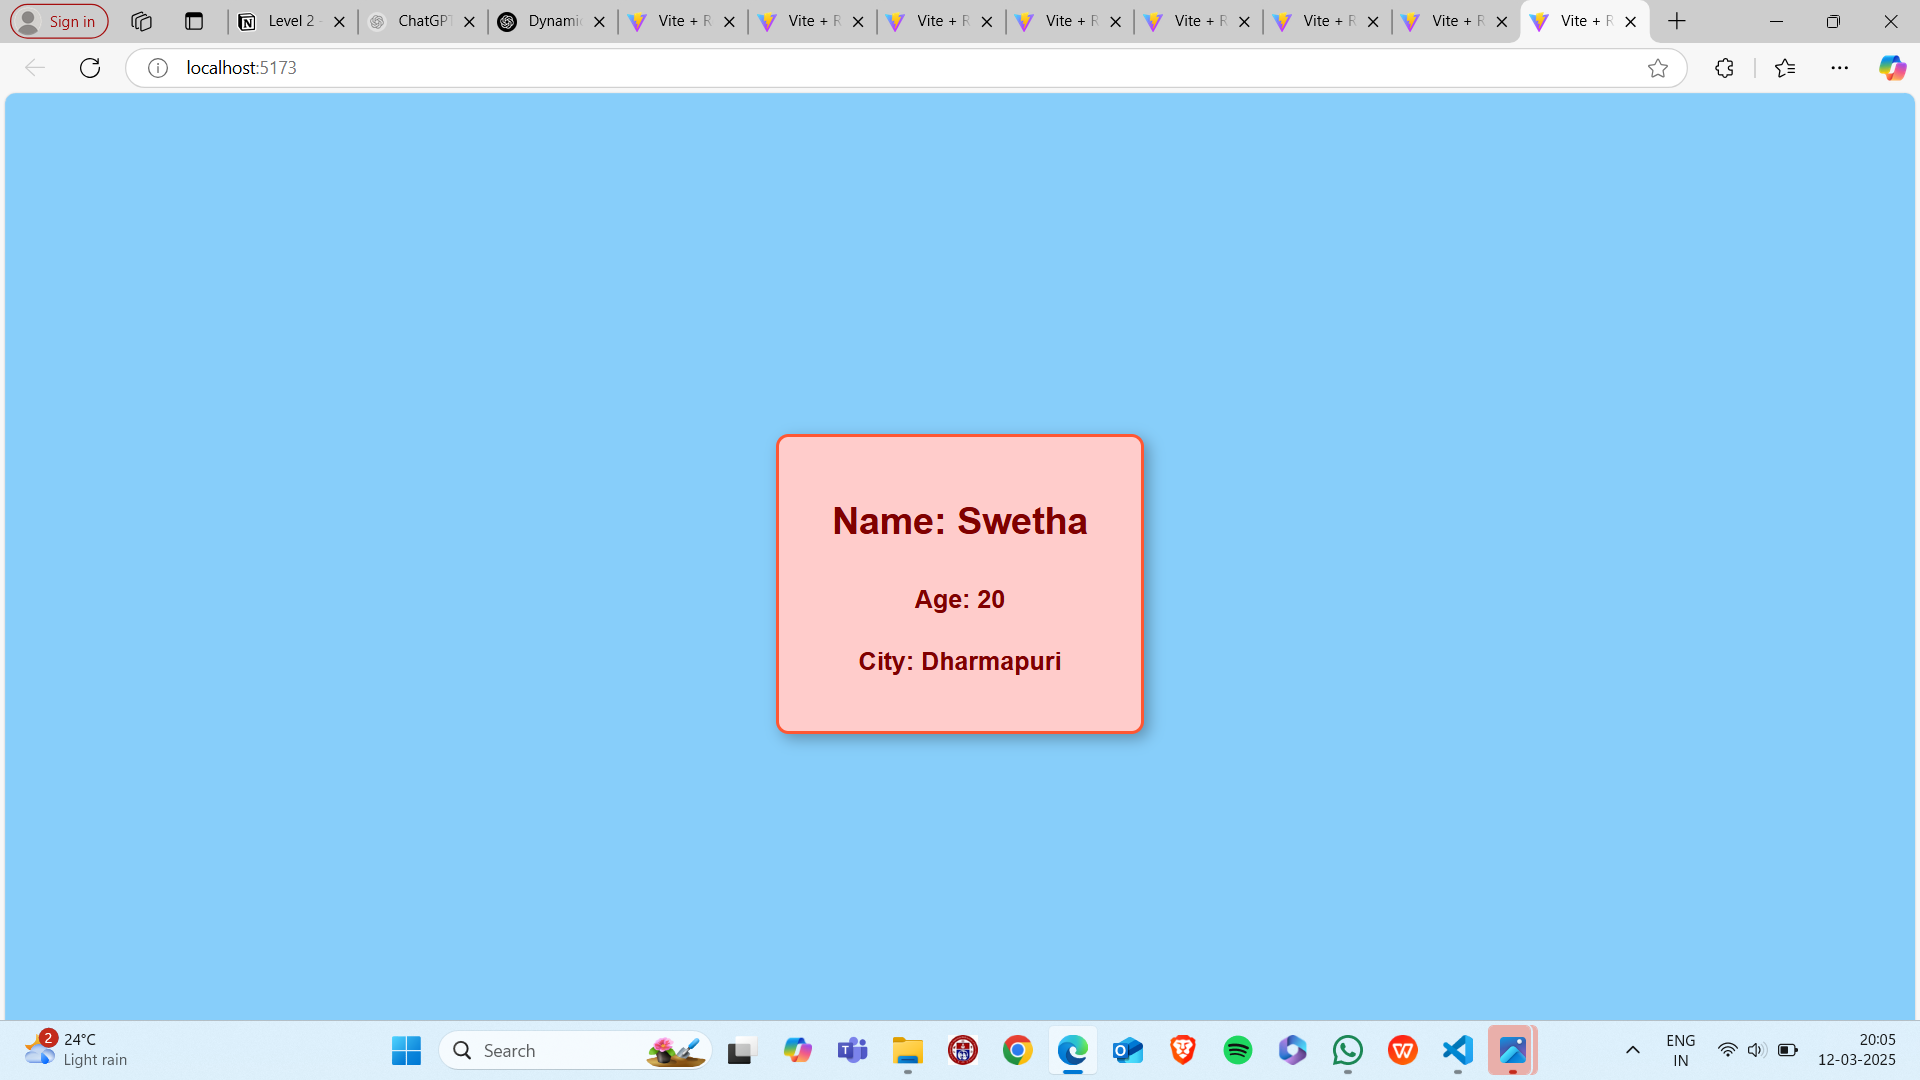 Sign in
Level 2 -
ChatGPT
Dynamic
Vite + R
Vite + R
Vite + R
Vite + R
Vite + R
Vite + R
Vite + R
Vite + R
localhost:5173
Name: Swetha
Age: 20
City: Dharmapuri
2
24°C
Light rain
Search
ENG
IN
20:05
12-03-2025